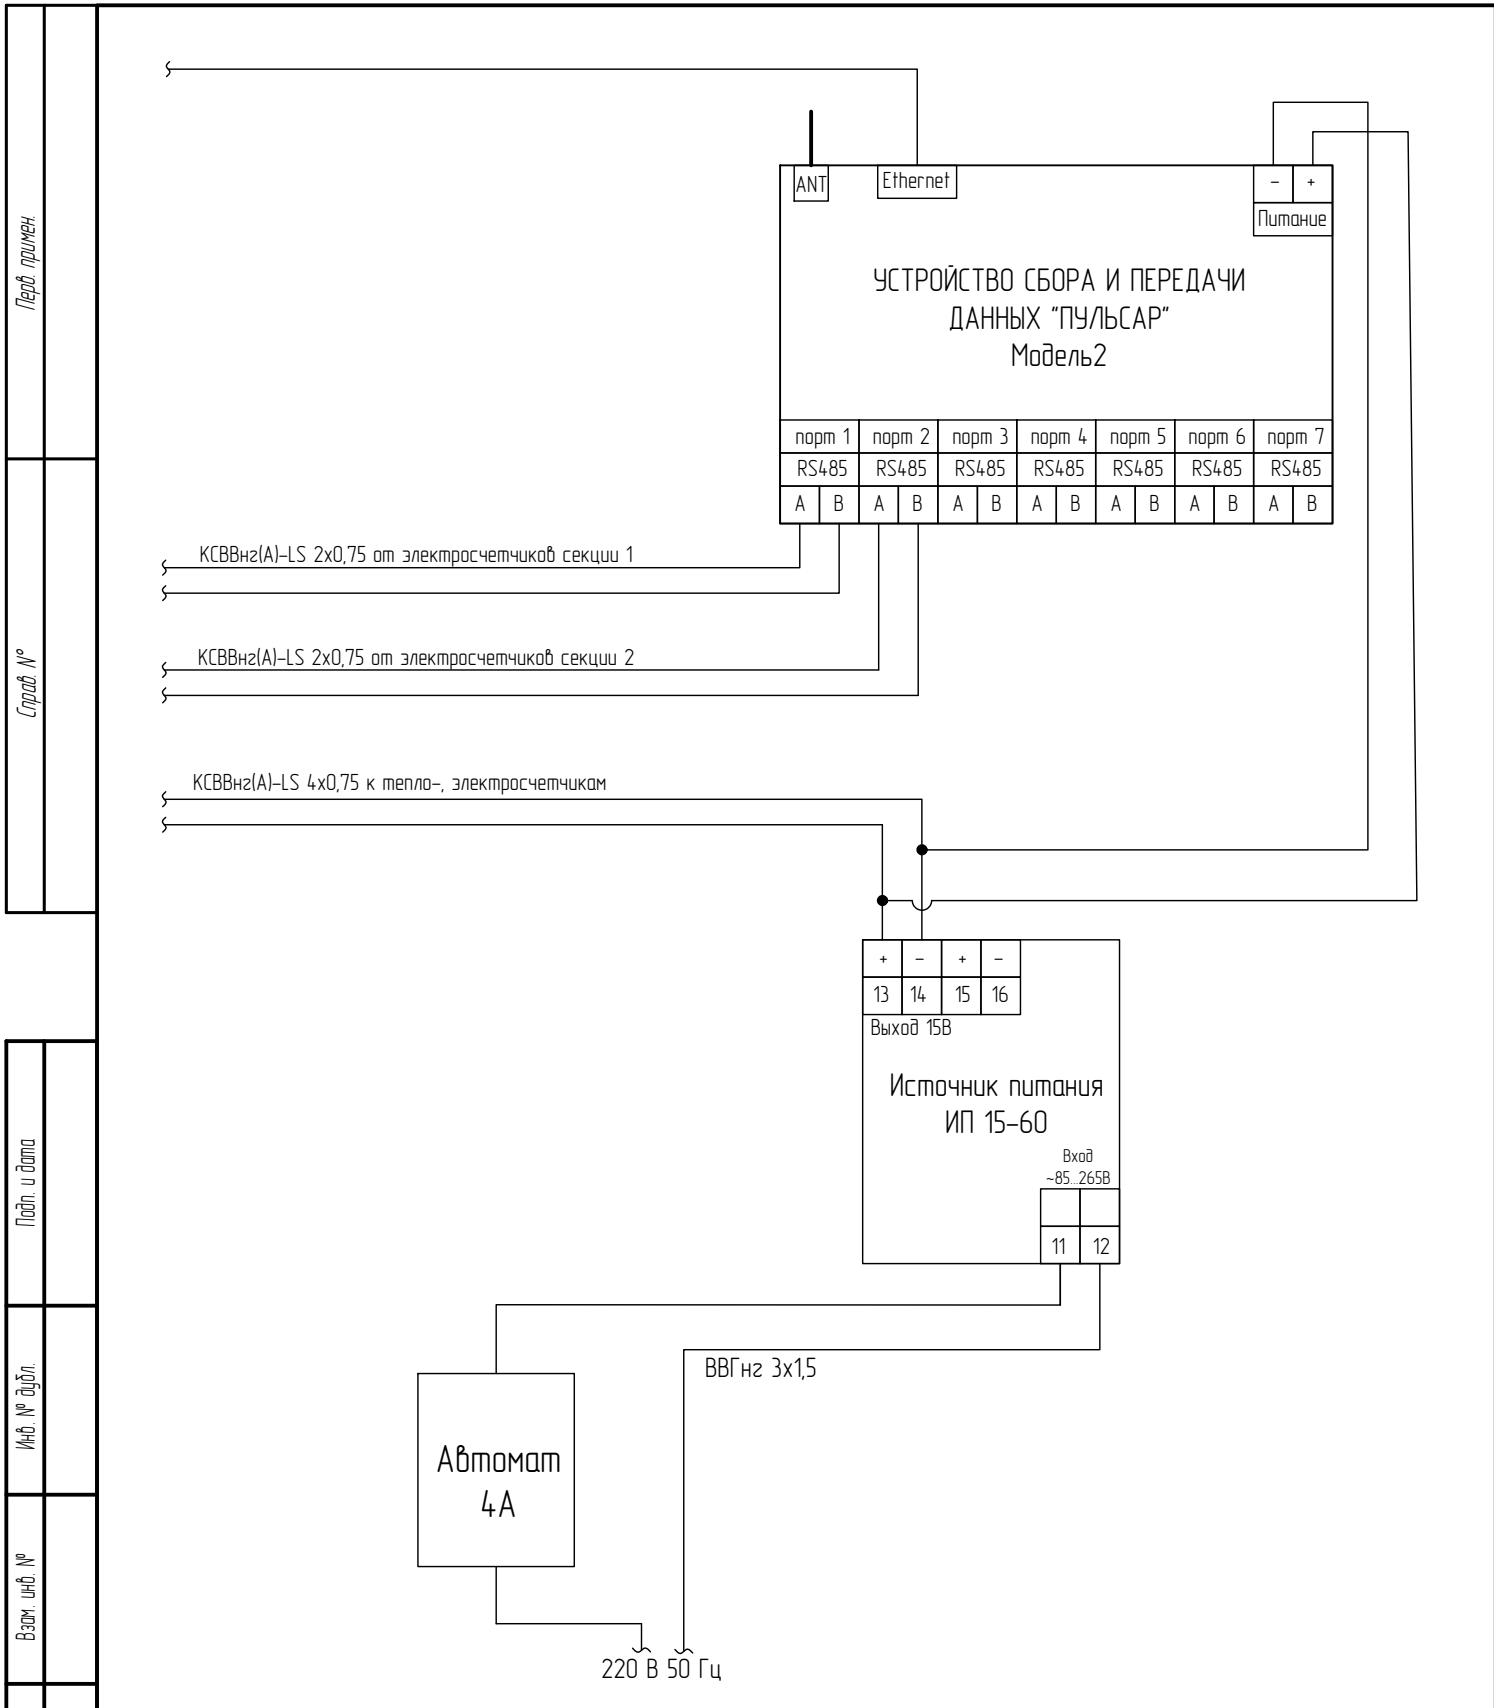 ANT
Ethernet
- +
Питание
УСТРОЙСТВО СБОРА И ПЕРЕДАЧИ
ДАННЫХ "ПУЛЬСАР"
Модель2
порт 1 порт 2 порт 3 порт 4 порт 5 порт 6 порт 7
RS485 RS485 RS485 RS485 RS485 RS485 RS485
A B A B A B A B A B A B A B
КСВВнг(А)-LS 2х0,75 от электросчетчиков секции 1
КСВВнг(А)-LS 2х0,75 от электросчетчиков секции 2
КСВВнг(А)-LS 4х0,75 к тепло-, электросчетчикам
+ - + -
13 14 15 16
Выход 15В
Источник питания
ИП 15-60
Вход
~85...265В
11 12
ВВГнг 3х1,5
Автомат
4А
220 В 50 Гц
Перв. примен.
Справ. №
Подп. и дата
Инв. № дубл.
Взам. инв. №